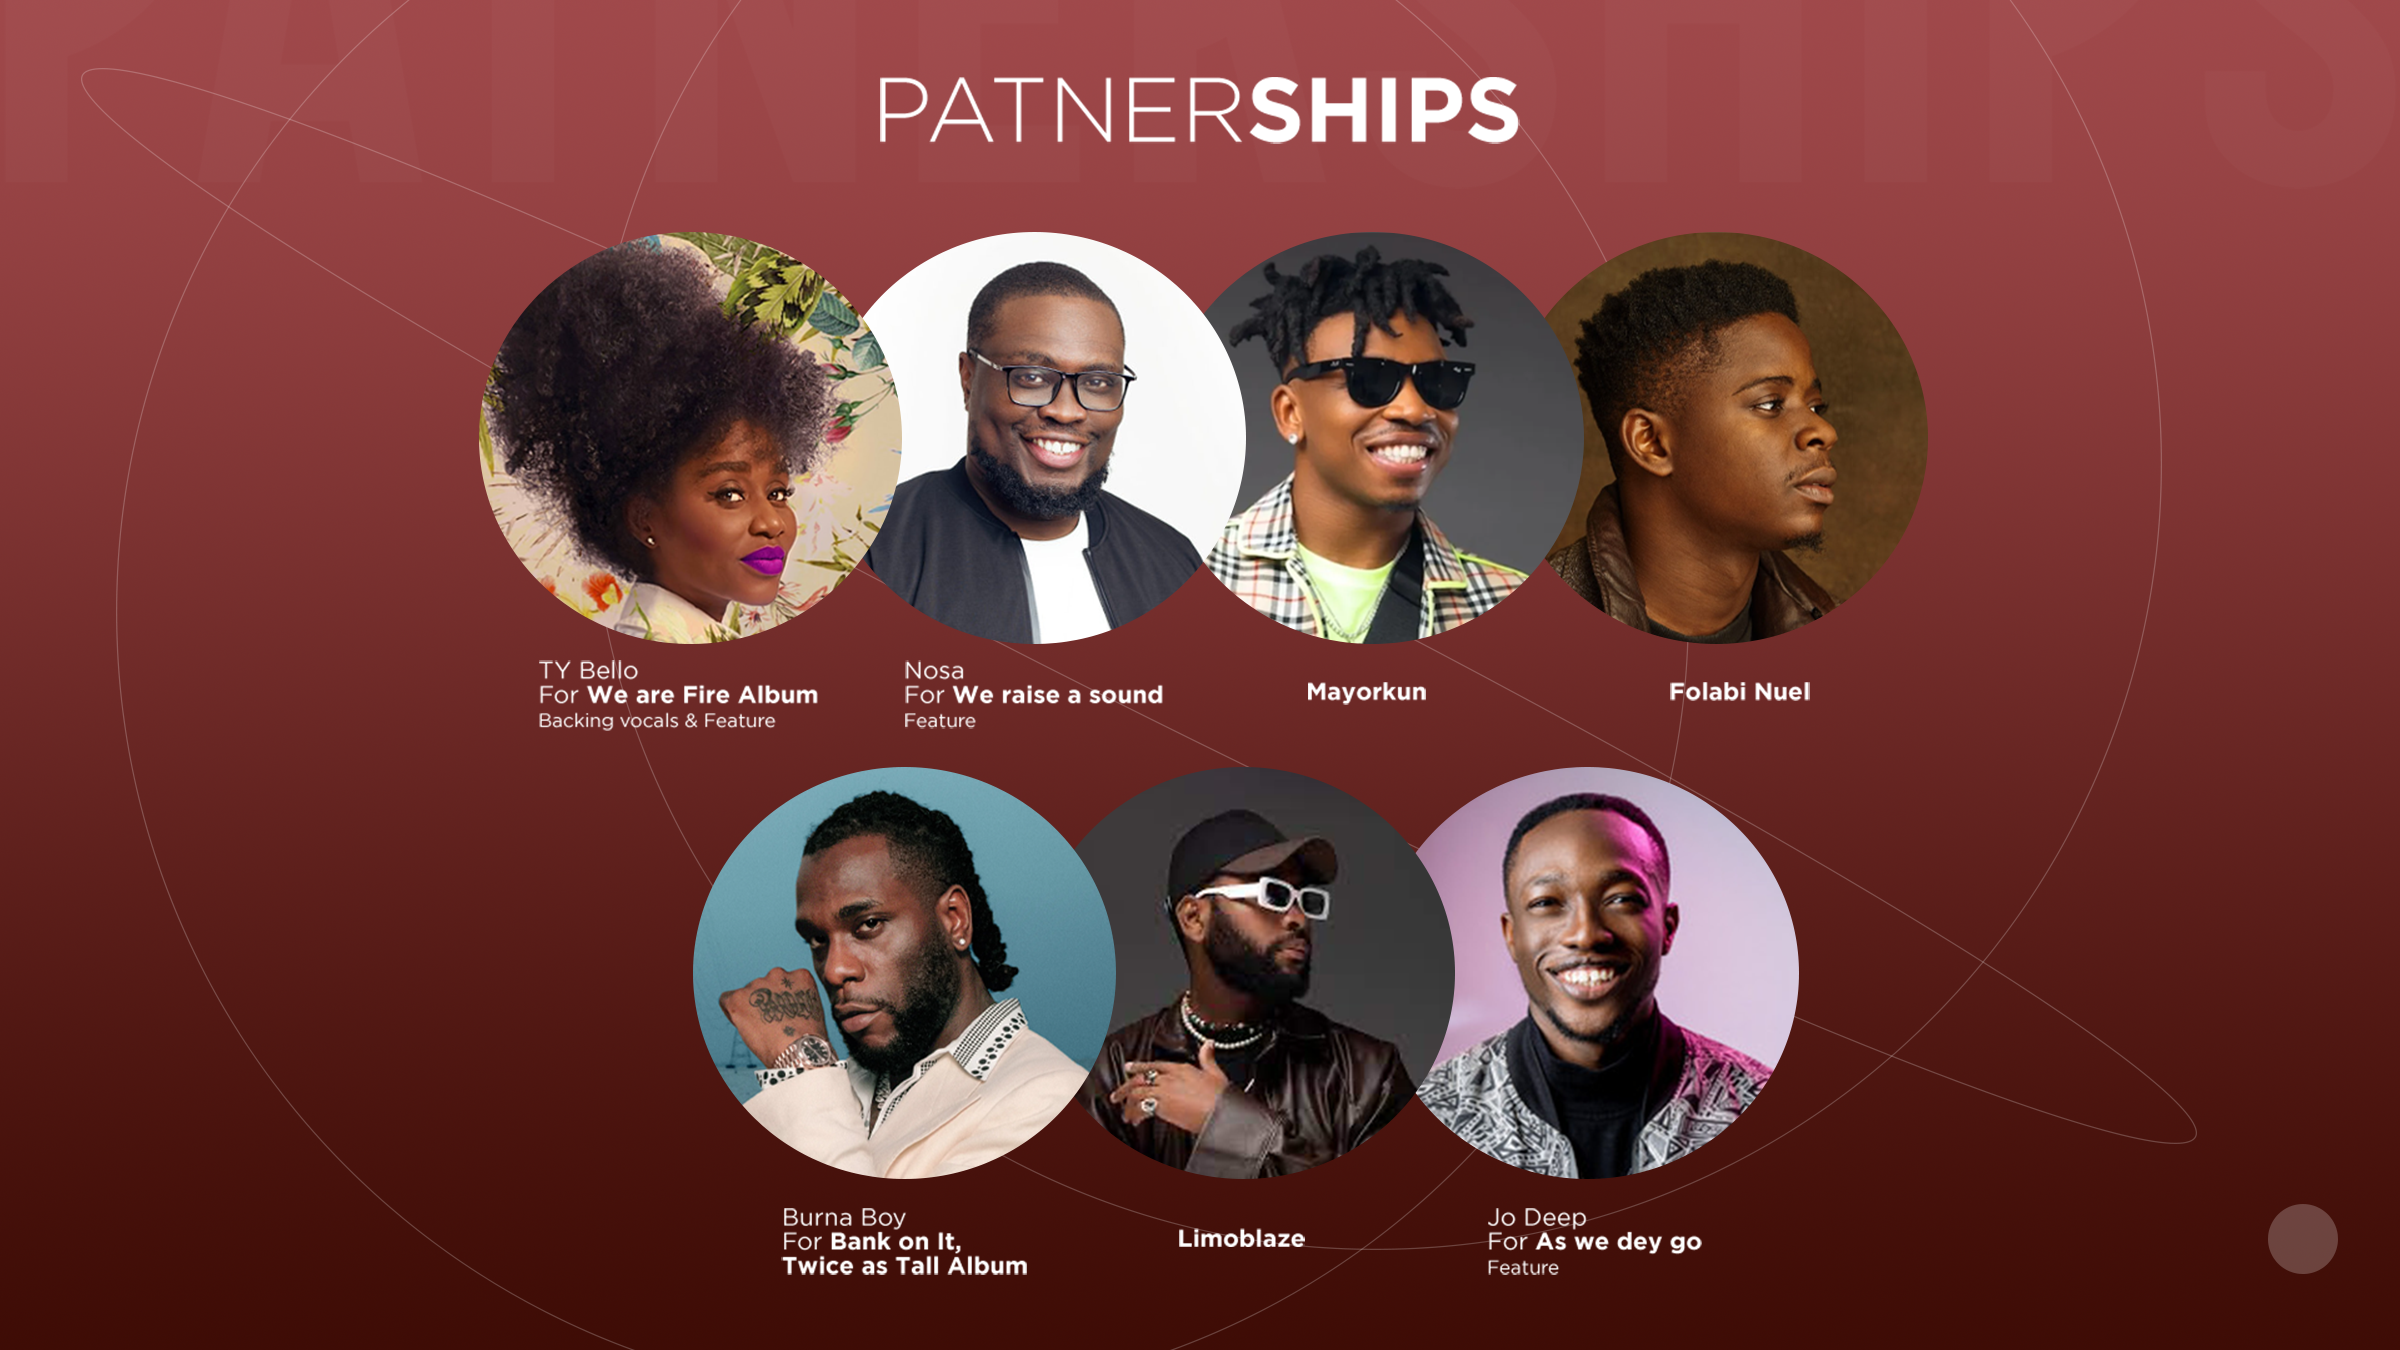 PATNERSHIPS
PATNERSHIPS
TY Bello
For We are Fire Album
Backing vocals & Feature
Nosa
For We raise a sound
Feature
Mayorkun
Folabi Nuel
Burna Boy
For Bank on It,
Twice as Tall Album
Limoblaze
Jo Deep
For As we dey go
Feature